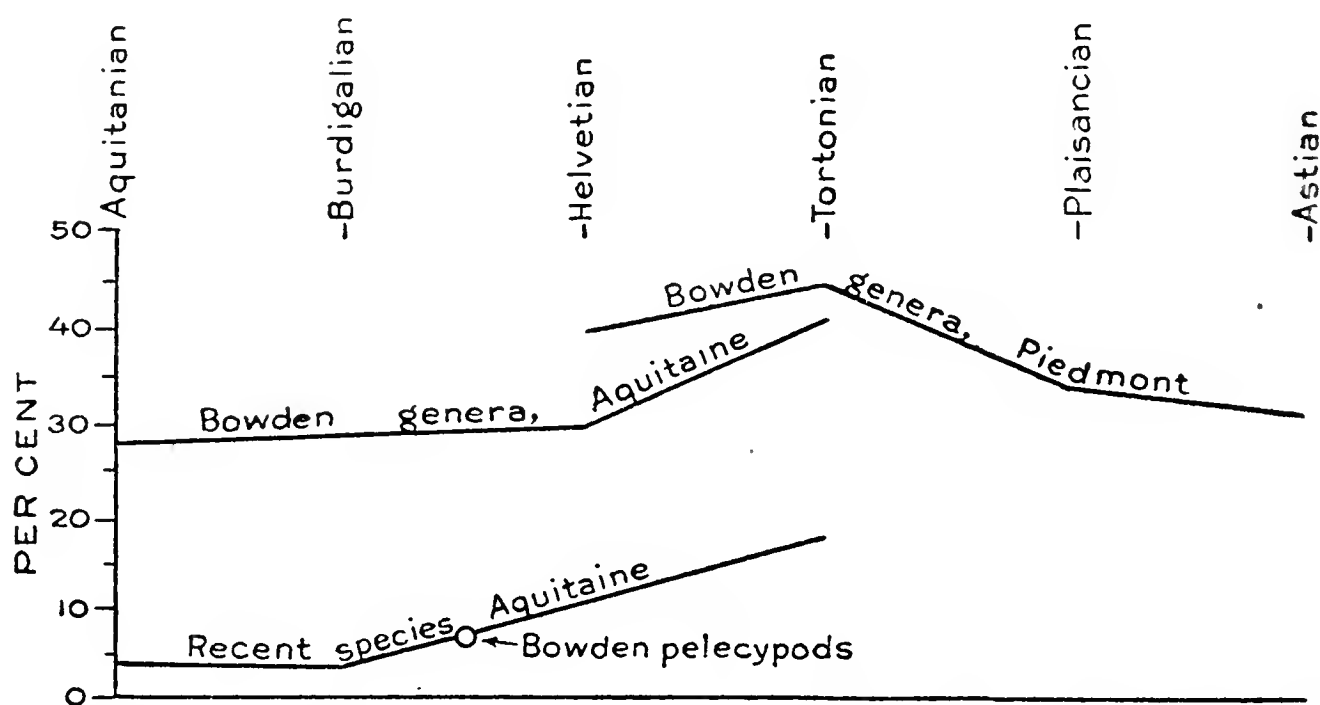 Aquitanian
-Burdigalian
-Helvetian
-Tortonian
-Plaisancian
-Astian
PER CENT
50
40
30
20
10
0
Bowden genera, Piedmont
Bowden genera, Aquitaine
Recent species Aquitaine
Bowden pelecypods